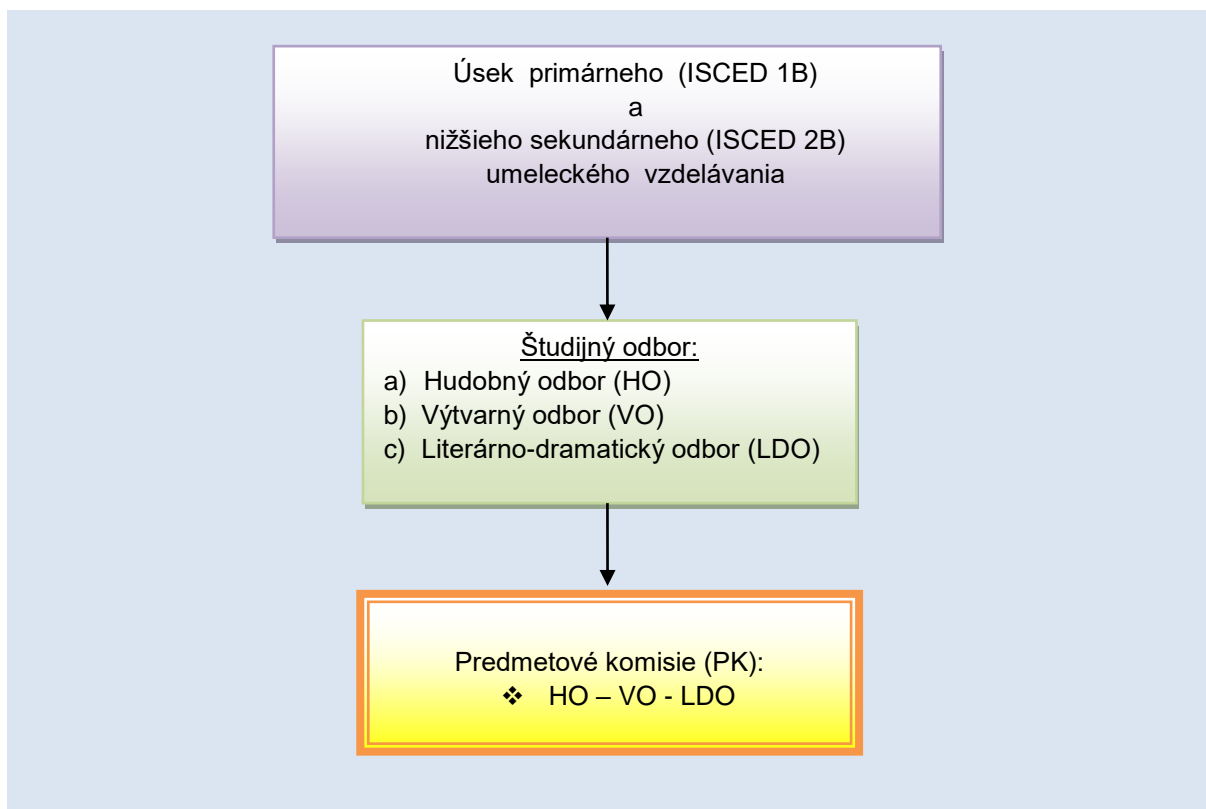 Úsek primárneho (ISCED 1B)
a
nižšieho sekundárneho (ISCED 2B)
umeleckého vzdelávania
Študijný odbor:
a) Hudobný odbor (HO)
b) Výtvarný odbor (VO)
c) Literárno-dramatický odbor (LDO)
Predmetové komisie (PK):
❖ HO – VO - LDO